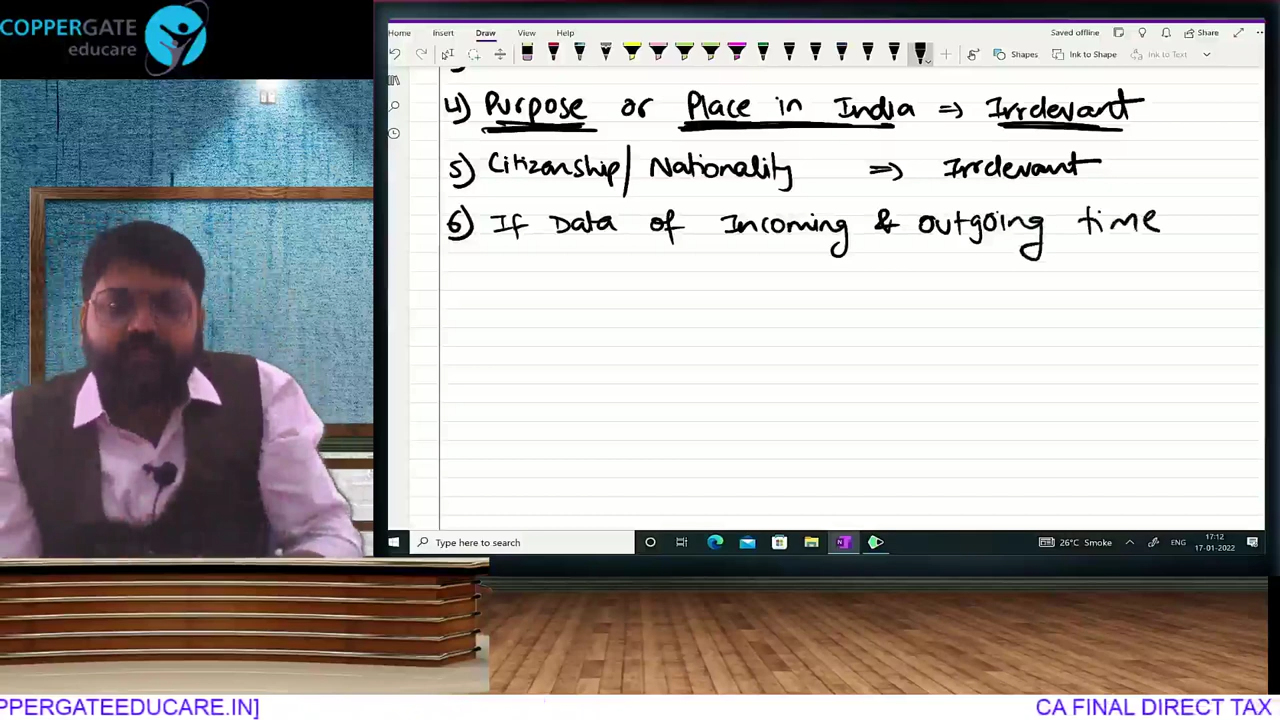 COPPERGATE
educare
Home Insert Draw View Help
Saved offline
Share
Shapes
Ink to Shape
Ink to Text
4) Purpose or Place in India ⇒ Irrelevant
5) Citizanship/ Nationality ⇒ Irrelevant
6) If Data of Incoming & outgoing time
Type here to search
26°C Smoke
ENG
17:12
17-01-2022
PPERGATEEDUCARE.IN]
CA FINAL DIRECT TAX